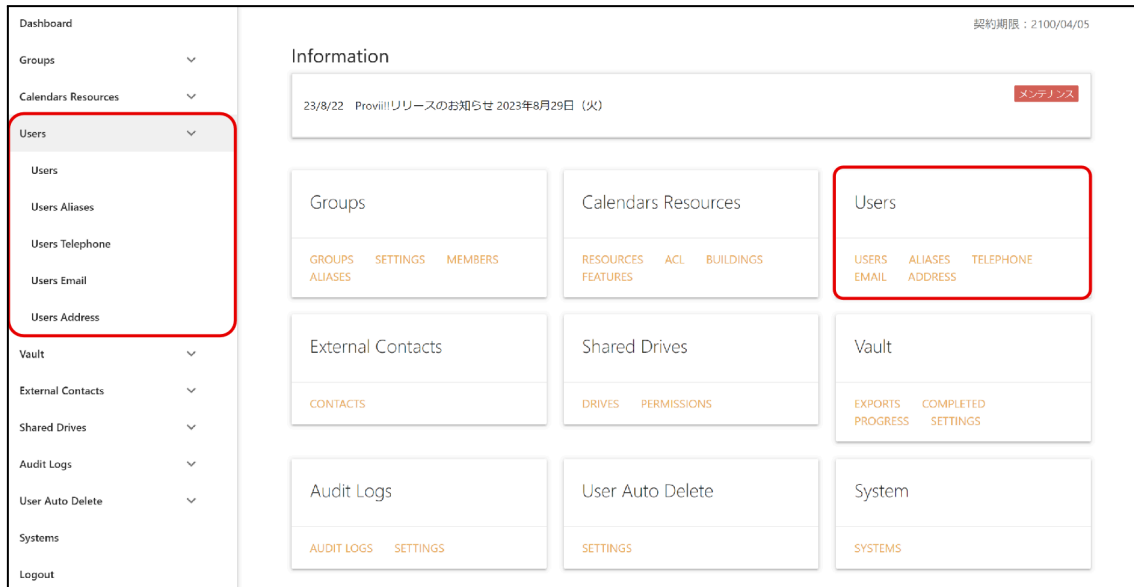 Dashboard
Groups
Calendars Resources
Users
Users
Users Aliases
Users Telephone
Users Email
Users Address
Vault
External Contacts
Shared Drives
Audit Logs
User Auto Delete
Systems
Logout
契約期限：2100/04/05
Information
メンテナンス
23/8/22 Provii!!リリースのお知らせ 2023年8月29日（火）
Groups
GROUPS SETTINGS MEMBERS
ALIASES
Calendars Resources
RESOURCES ACL BUILDINGS
FEATURES
Users
USERS ALIASES TELEPHONE
EMAIL ADDRESS
External Contacts
CONTACTS
Shared Drives
DRIVES PERMISSIONS
Vault
EXPORTS COMPLETED
PROGRESS SETTINGS
Audit Logs
AUDIT LOGS SETTINGS
User Auto Delete
SETTINGS
System
SYSTEMS